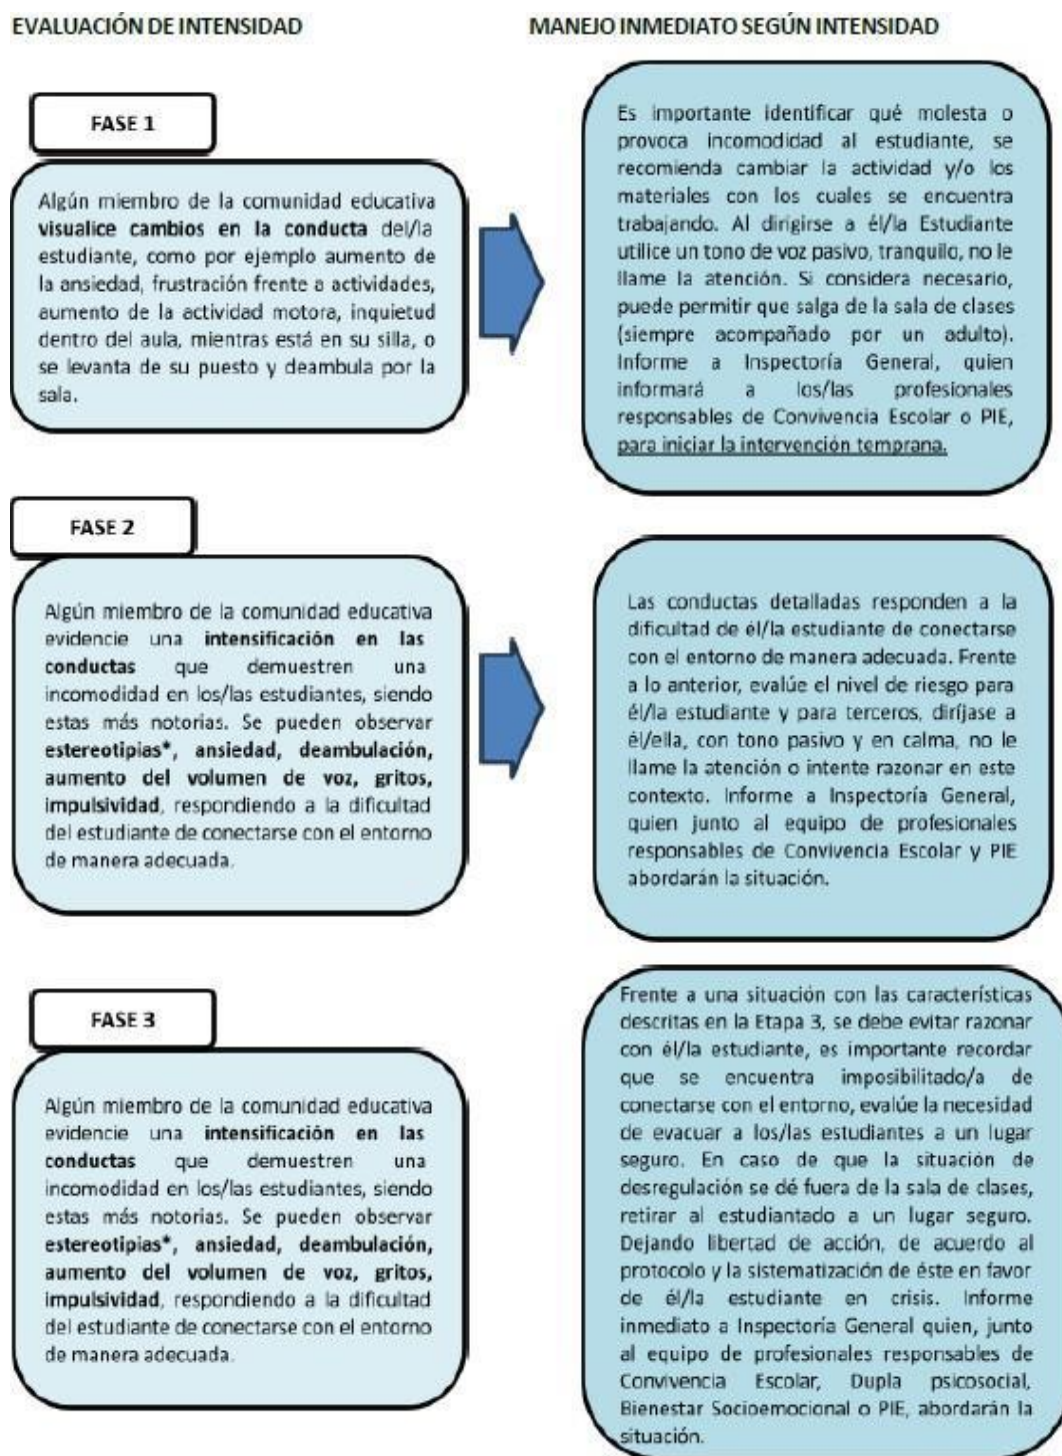 EVALUACIÓN DE INTENSIDAD
MANEJO INMEDIATO SEGÚN INTENSIDAD
FASE 1
Algún miembro de la comunidad educativa
visualice cambios en la conducta del/la
estudiante, como por ejemplo aumento de
la ansiedad, frustración frente a actividades,
aumento de la actividad motora, inquietud
dentro del aula, mientras está en su silla, o
se levanta de su puesto y deambula por la
sala.
Es importante identificar qué molesta o
provoca incomodidad al estudiante, se
recomienda cambiar la actividad y/o los
materiales con los cuales se encuentra
trabajando. Al dirigirse a él/la Estudiante
utilice un tono de voz pasivo, tranquilo, no le
llame la atención. Si considera necesario,
puede permitir que salga de la sala de clases
(siempre acompañado por un adulto).
Informe a Inspectoría General, quien
informará a los/las profesionales
responsables de Convivencia Escolar o PIE,
para iniciar la intervención temprana.
FASE 2
Algún miembro de la comunidad educativa
evidencie una intensificación en las
conductas que demuestren una
incomodidad en los/las estudiantes, siendo
estas más notorias. Se pueden observar
estereotipias*, ansiedad, deambulación,
aumento del volumen de voz, gritos,
impulsividad, respondiendo a la dificultad
del estudiante de conectarse con el entorno
de manera adecuada.
Las conductas detalladas responden a la
dificultad de él/la estudiante de conectarse
con el entorno de manera adecuada. Frente
a lo anterior, evalúe el nivel de riesgo para
él/la estudiante y para terceros, diríjase a
él/ella, con tono pasivo y en calma, no le
llame la atención o intente razonar en este
contexto. Informe a Inspectoría General,
quien junto al equipo de profesionales
responsables de Convivencia Escolar y PIE
abordarán la situación.
FASE 3
Algún miembro de la comunidad educativa
evidencie una intensificación en las
conductas que demuestren una
incomodidad en los/las estudiantes, siendo
estas más notorias. Se pueden observar
estereotipias*, ansiedad, deambulación,
aumento del volumen de voz, gritos,
impulsividad, respondiendo a la dificultad
del estudiante de conectarse con el entorno
de manera adecuada.
Frente a una situación con las características
descritas en la Etapa 3, se debe evitar razonar
con él/la estudiante, es importante recordar
que se encuentra imposibilitado/a de
conectarse con el entorno, evalúe la necesidad
de evacuar a los/las estudiantes a un lugar
seguro. En caso de que la situación de
desregulación se dé fuera de la sala de clases,
retirar al estudiantado a un lugar seguro.
Dejando libertad de acción, de acuerdo al
protocolo y la sistematización de éste en favor
de él/la estudiante en crisis. Informe
inmediato a Inspectoría General quien, junto
al equipo de profesionales responsables de
Convivencia Escolar, Dupla psicosocial,
Bienestar Socioemocional o PIE, abordarán la
situación.